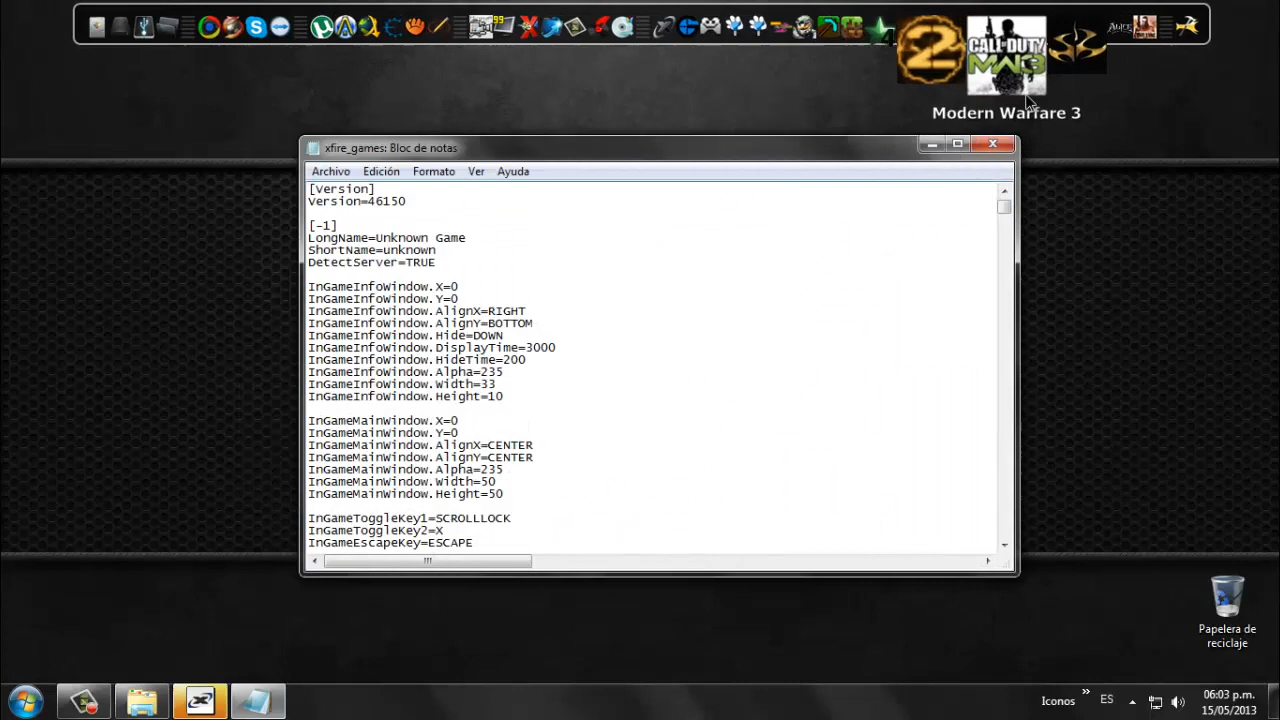 99
2
CALL OF DUTY
MW3
ALICE
Modern Warfare 3
xfire_games: Bloc de notas
Archivo Edición Formato Ver Ayuda
[version]
Version=46150
[-1]
LongName=Unknown Game
ShortName=unknown
DetectServer=TRUE
InGameInfoWindow.X=0
InGameInfoWindow.Y=0
InGameInfoWindow.AlignX=RIGHT
InGameInfoWindow.AlignY=BOTTOM
InGameInfoWindow.Hide=DOWN
InGameInfoWindow.DisplayTime=3000
InGameInfoWindow.HideTime=200
InGameInfoWindow.Alpha=235
InGameInfoWindow.Width=33
InGameInfoWindow.Height=10
InGameMainWindow.X=0
InGameMainWindow.Y=0
InGameMainWindow.AlignX=CENTER
InGameMainWindow.AlignY=CENTER
InGameMainWindow.Alpha=235
InGameMainWindow.Width=50
InGameMainWindow.Height=50
InGameToggleKey1=SCROLLLOCK
InGameToggleKey2=X
InGameEscapeKey=ESCAPE
Papelera de
reciclaje
Iconos » ES
06:03 p.m.
15/05/2013